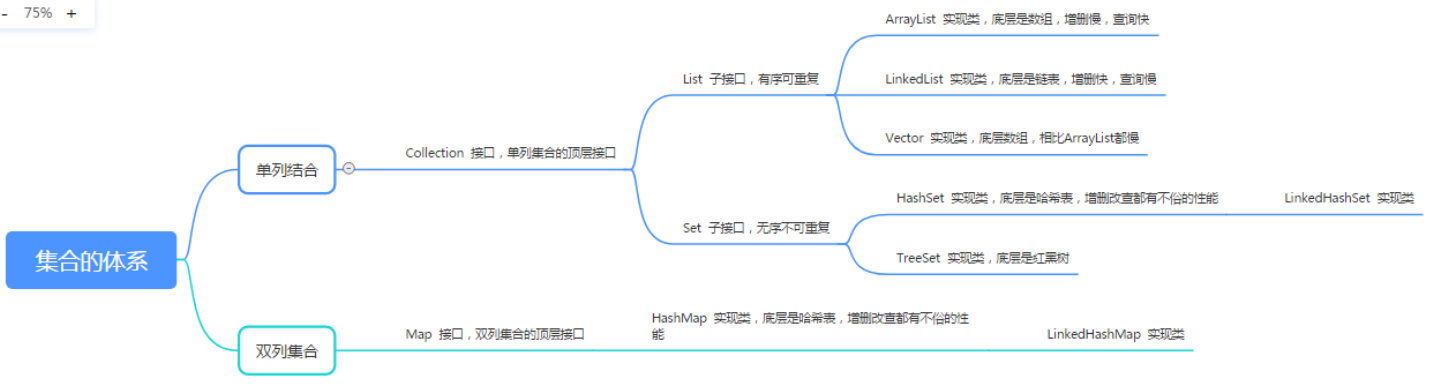 - 75% +
ArrayList 实现类，底层是数组，增删慢，查询快
List 子接口，有序可重复
LinkedList 实现类，底层是链表，增删快，查询慢
Vector 实现类，底层数组，相比ArrayList都慢
Collection 接口，单列集合的顶层接口
单列结合
HashSet 实现类，底层是哈希表，增删改查都有不俗的性能
LinkedHashSet 实现类
Set 子接口，无序不可重复
TreeSet 实现类，底层是红黑树
集合的体系
HashMap 实现类，底层是哈希表，增删改查都有不俗的性
能
Map 接口，双列集合的顶层接口
LinkedHashMap 实现类
双列集合